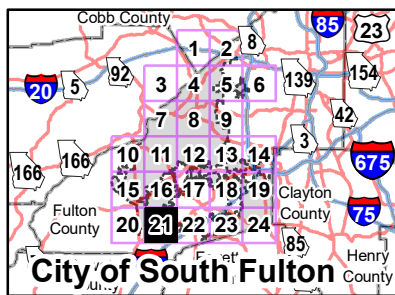 Cobb County
85
23
1 2 8
92
3 4 5 6
139
154
20
5
7 8 9
42
3
10 11 12 13 14
675
166
166
15 16 17 18 19
Clayton
County
75
Fulton
County
20 21 22 23 24
85
Henry
County
City of South Fulton